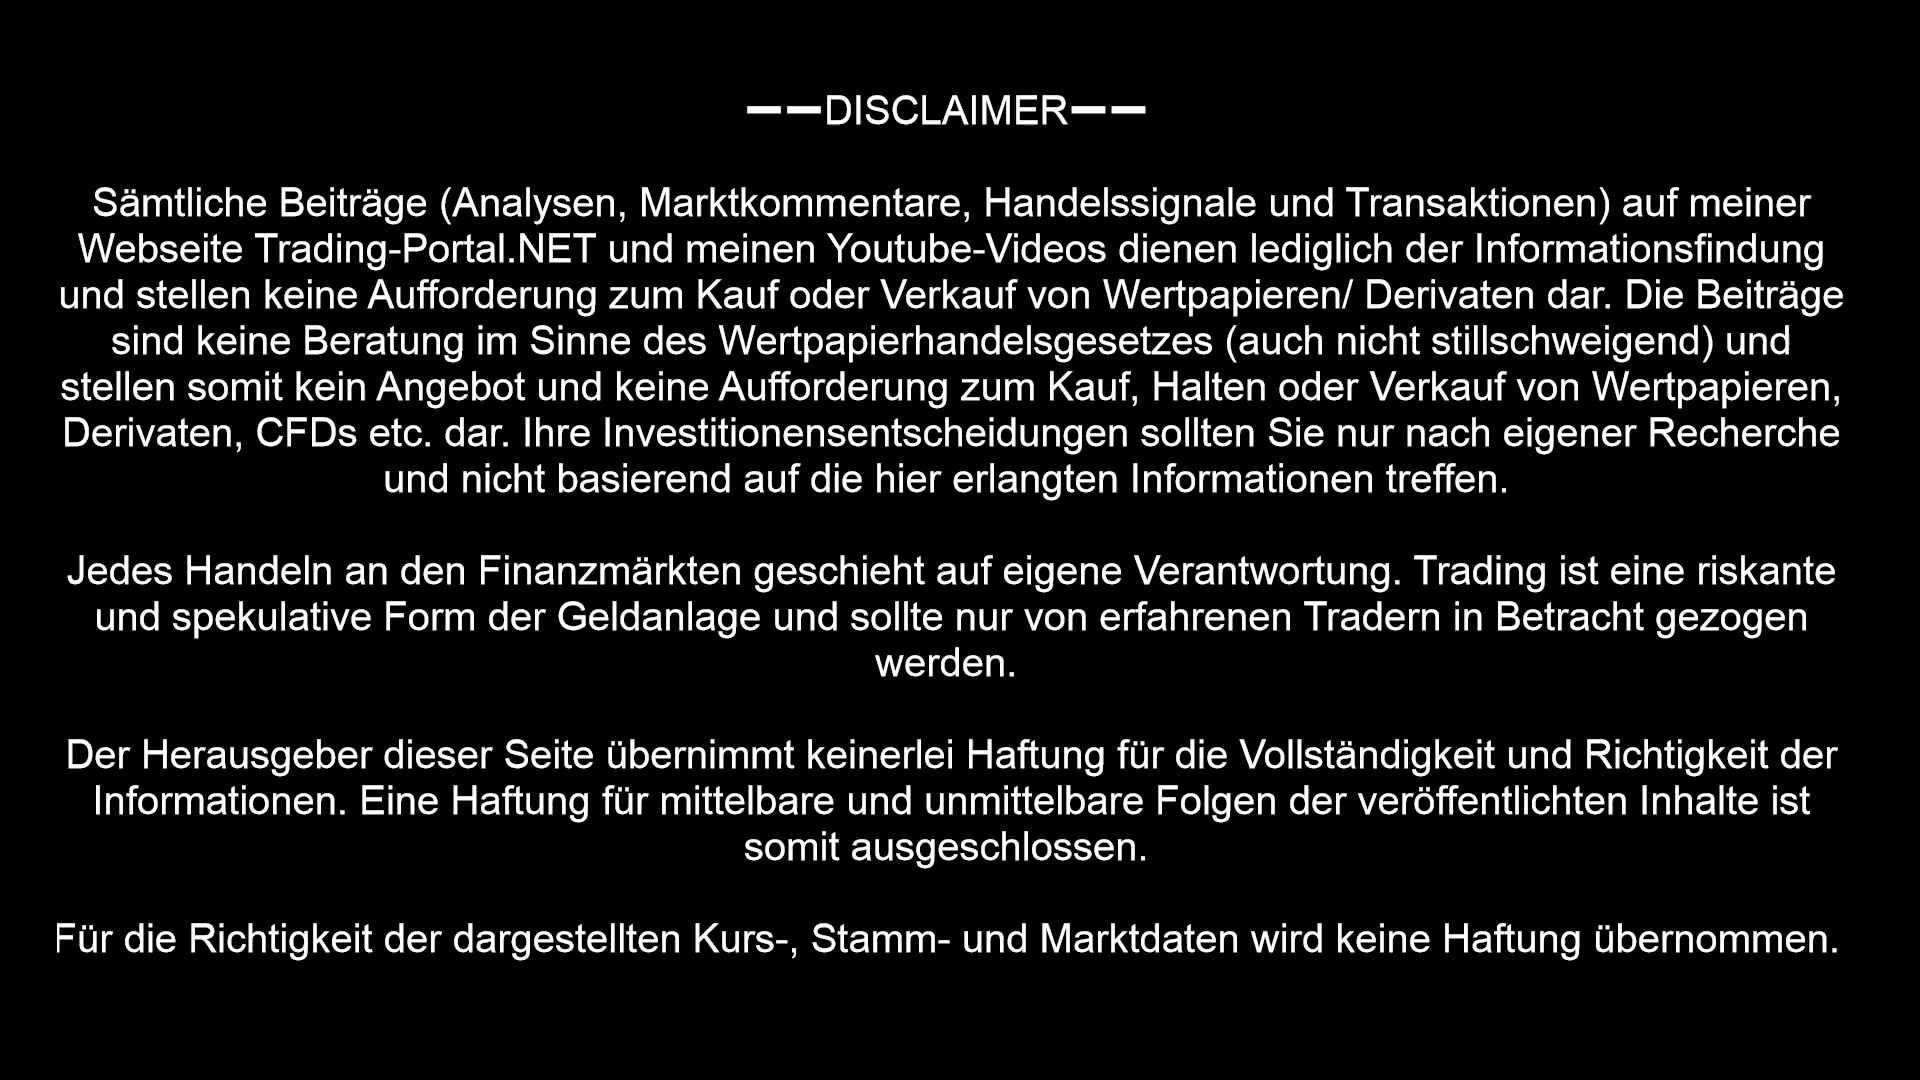 ——DISCLAIMER——
Sämtliche Beiträge (Analysen, Marktkommentare, Handelssignale und Transaktionen) auf meiner
Webseite Trading-Portal.NET und meinen Youtube-Videos dienen lediglich der Informationsfindung
und stellen keine Aufforderung zum Kauf oder Verkauf von Wertpapieren/ Derivaten dar. Die Beiträge
sind keine Beratung im Sinne des Wertpapierhandelsgesetzes (auch nicht stillschweigend) und
stellen somit kein Angebot und keine Aufforderung zum Kauf, Halten oder Verkauf von Wertpapieren,
Derivaten, CFDs etc. dar. Ihre Investitionensentscheidungen sollten Sie nur nach eigener Recherche
und nicht basierend auf die hier erlangten Informationen treffen.
Jedes Handeln an den Finanzmärkten geschieht auf eigene Verantwortung. Trading ist eine riskante
und spekulative Form der Geldanlage und sollte nur von erfahrenen Tradern in Betracht gezogen
werden.
Der Herausgeber dieser Seite übernimmt keinerlei Haftung für die Vollständigkeit und Richtigkeit der
Informationen. Eine Haftung für mittelbare und unmittelbare Folgen der veröffentlichten Inhalte ist
somit ausgeschlossen.
Für die Richtigkeit der dargestellten Kurs-, Stamm- und Marktdaten wird keine Haftung übernommen.